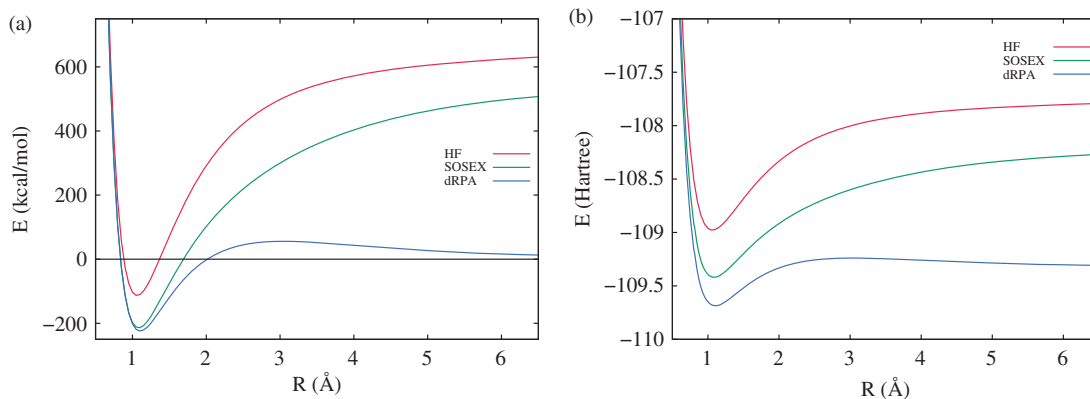 (a)
E (kcal/mol)
600
400
200
0
−200
HF
SOSEX
dRPA
1 2 3 4 5 6
R (Å)
(b)
E (Hartree)
−107
−107.5
−108
−108.5
−109
−109.5
−110
HF
SOSEX
dRPA
1 2 3 4 5 6
R (Å)